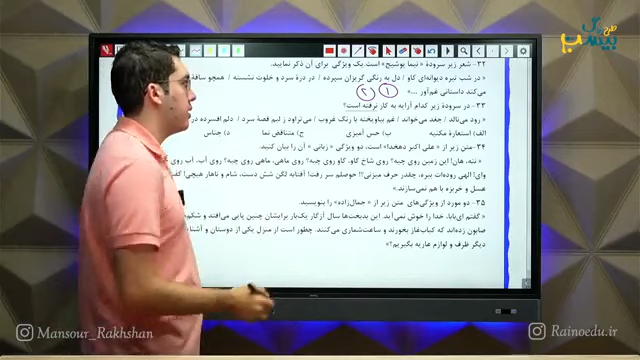 طرح
بیست
۳۲- شعر زیر سرودهٔ «نیما یوشیج» است. یک ویژگی برای آن ذکر نمایید.
« در شب تیره دیوانه‌ای کاو / دل به رنگی گریزان سپرده / در درهٔ سرد و خلوت نشسته / همچو ساقهٔ
می‌کند داستانی غم‌آور ...»
۱ ۲
۳۳- در سرودهٔ زیر کدام آرایه به کار نرفته است؟
« رود می‌نالد / جغد می‌خواند / غم بیاویخته با رنگ غروب / می‌تراود ز لبم قصهٔ سرد / دلم افسرده در
الف) استعارهٔ مکنیه ب) حس آمیزی ج) متناقض نما د) جناس
۳۴- متن زیر از « علی اکبر دهخدا» است، دو ویژگی « زبانی » آن را بیان کنید.
« ننه، هان! این زمین روی چیه؟ روی شاخ گاو، گاو روی چیه؟ روی ماهی، ماهی روی چیه؟ روی آب، آب روی
وای! الهی روده‌ات ببره، چقدر حرف میزنی!! حوصلم سر رفت! آفتابه لگن شش دست، شام و ناهار هیچی! گفت
عسل و خربزه با هم نمی‌سازند.»
۳۵- دو مورد از ویژگی‌های متن زیر از « جمال‌زاده» را بنویسید.
« گفتم ای‌بابا، خدا را خوش نمی‌آید. این بدبخت‌ها سال آزگار یک‌بار برایشان چنین پایی می‌افتد و شکم
صابون زده‌اند که کباب‌غاز بخورند و ساعت‌شماری می‌کنند. چطور است از منزل یکی از دوستان و آشنا
دیگر ظرف و لوازم عاریه بگیریم؟»
Mansour_Rakhshan
Rainoedu.ir